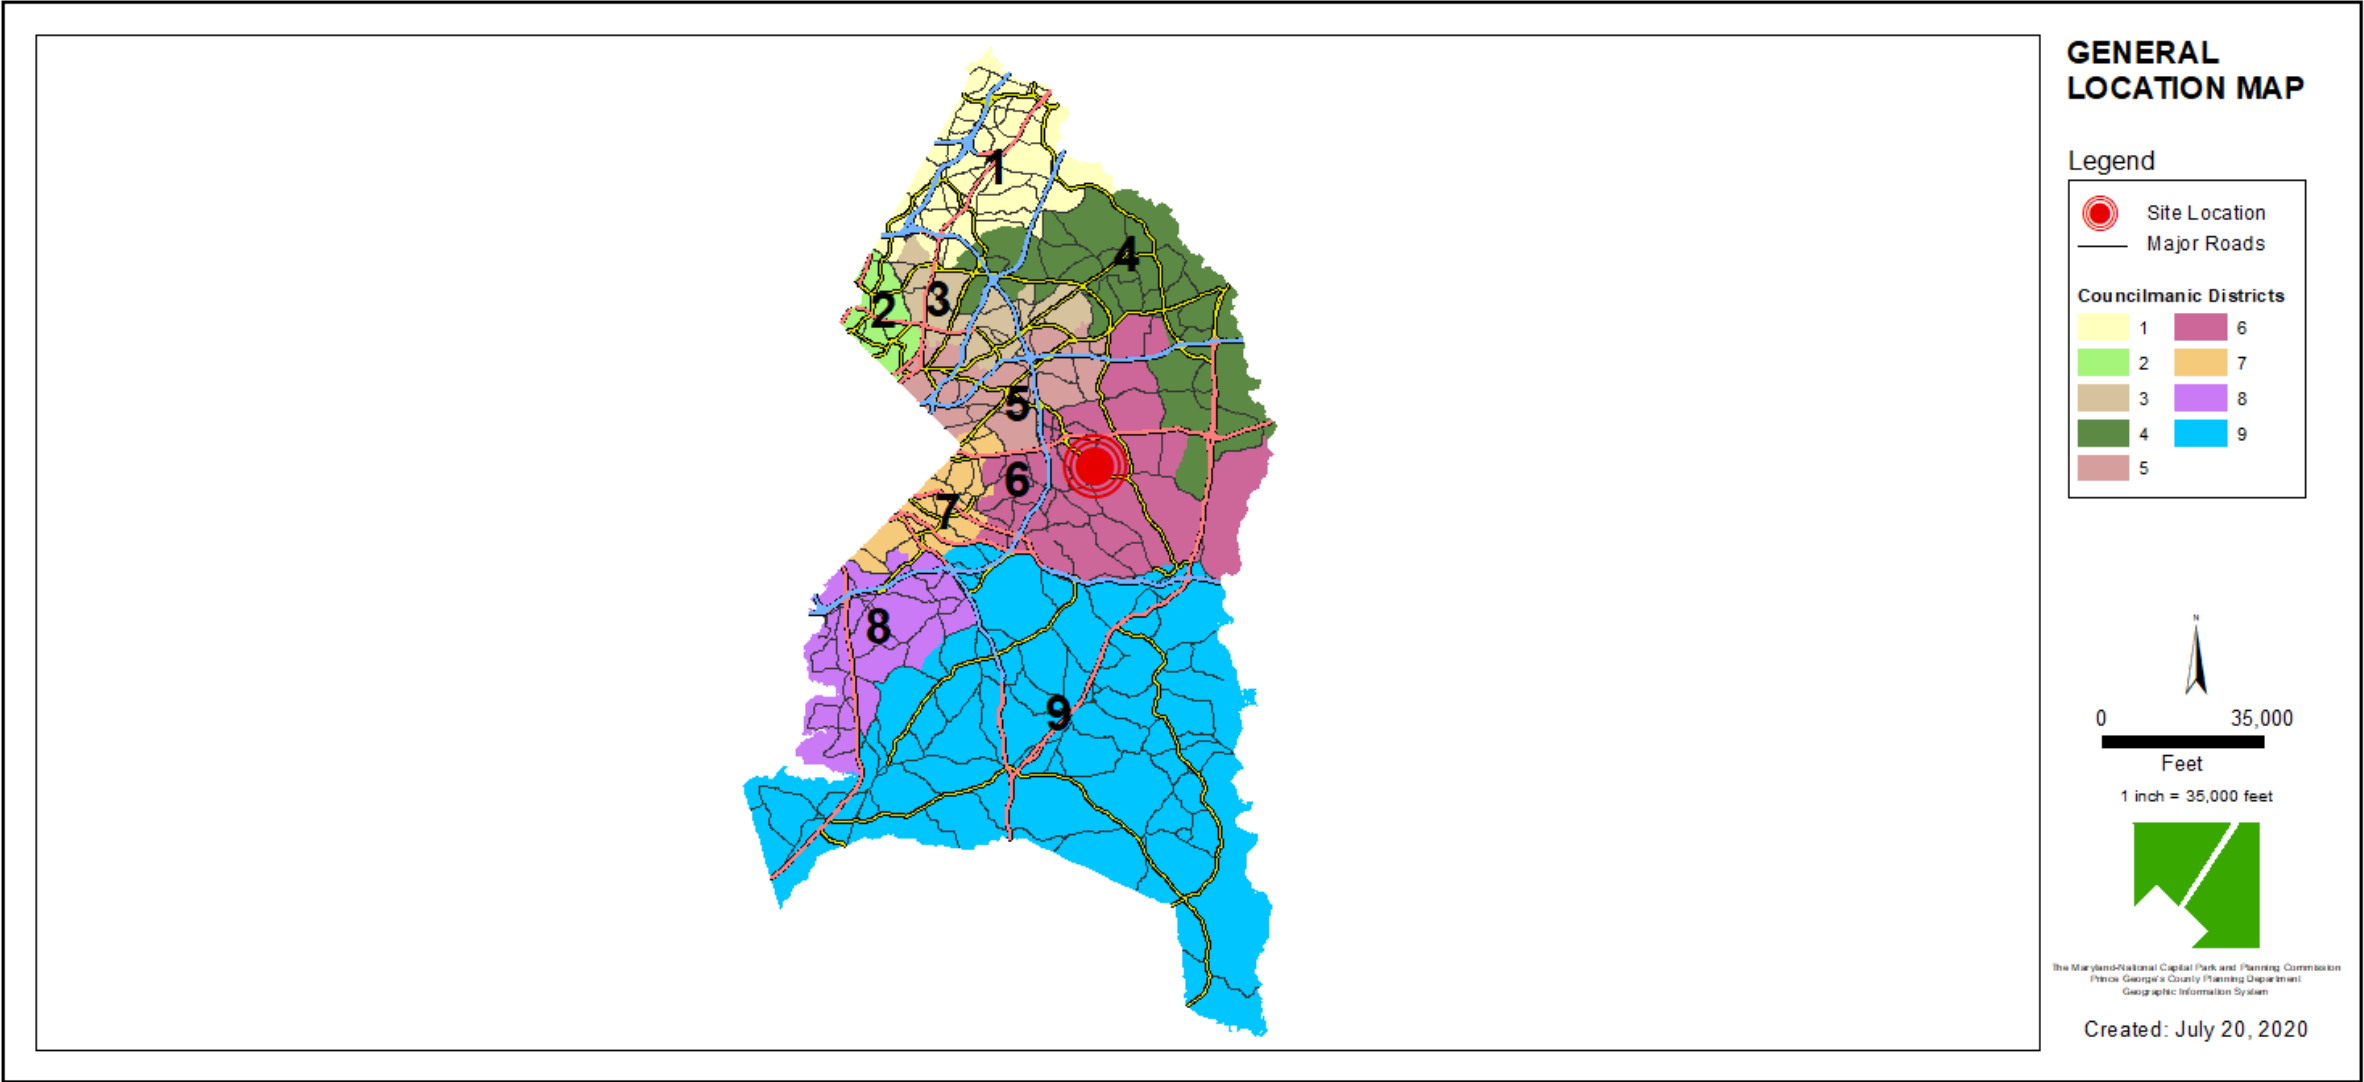 GENERAL
LOCATION MAP
Legend
Site Location
Major Roads
Councilmanic Districts
1 6
2 7
3 8
4 9
5
1
4
2
3
5
6
7
8
9
N
0 35,000
Feet
1 inch = 35,000 feet
The Maryland-National Capital Park and Planning Commission
Prince George's County Planning Department
Geographic Information System
Created: July 20, 2020